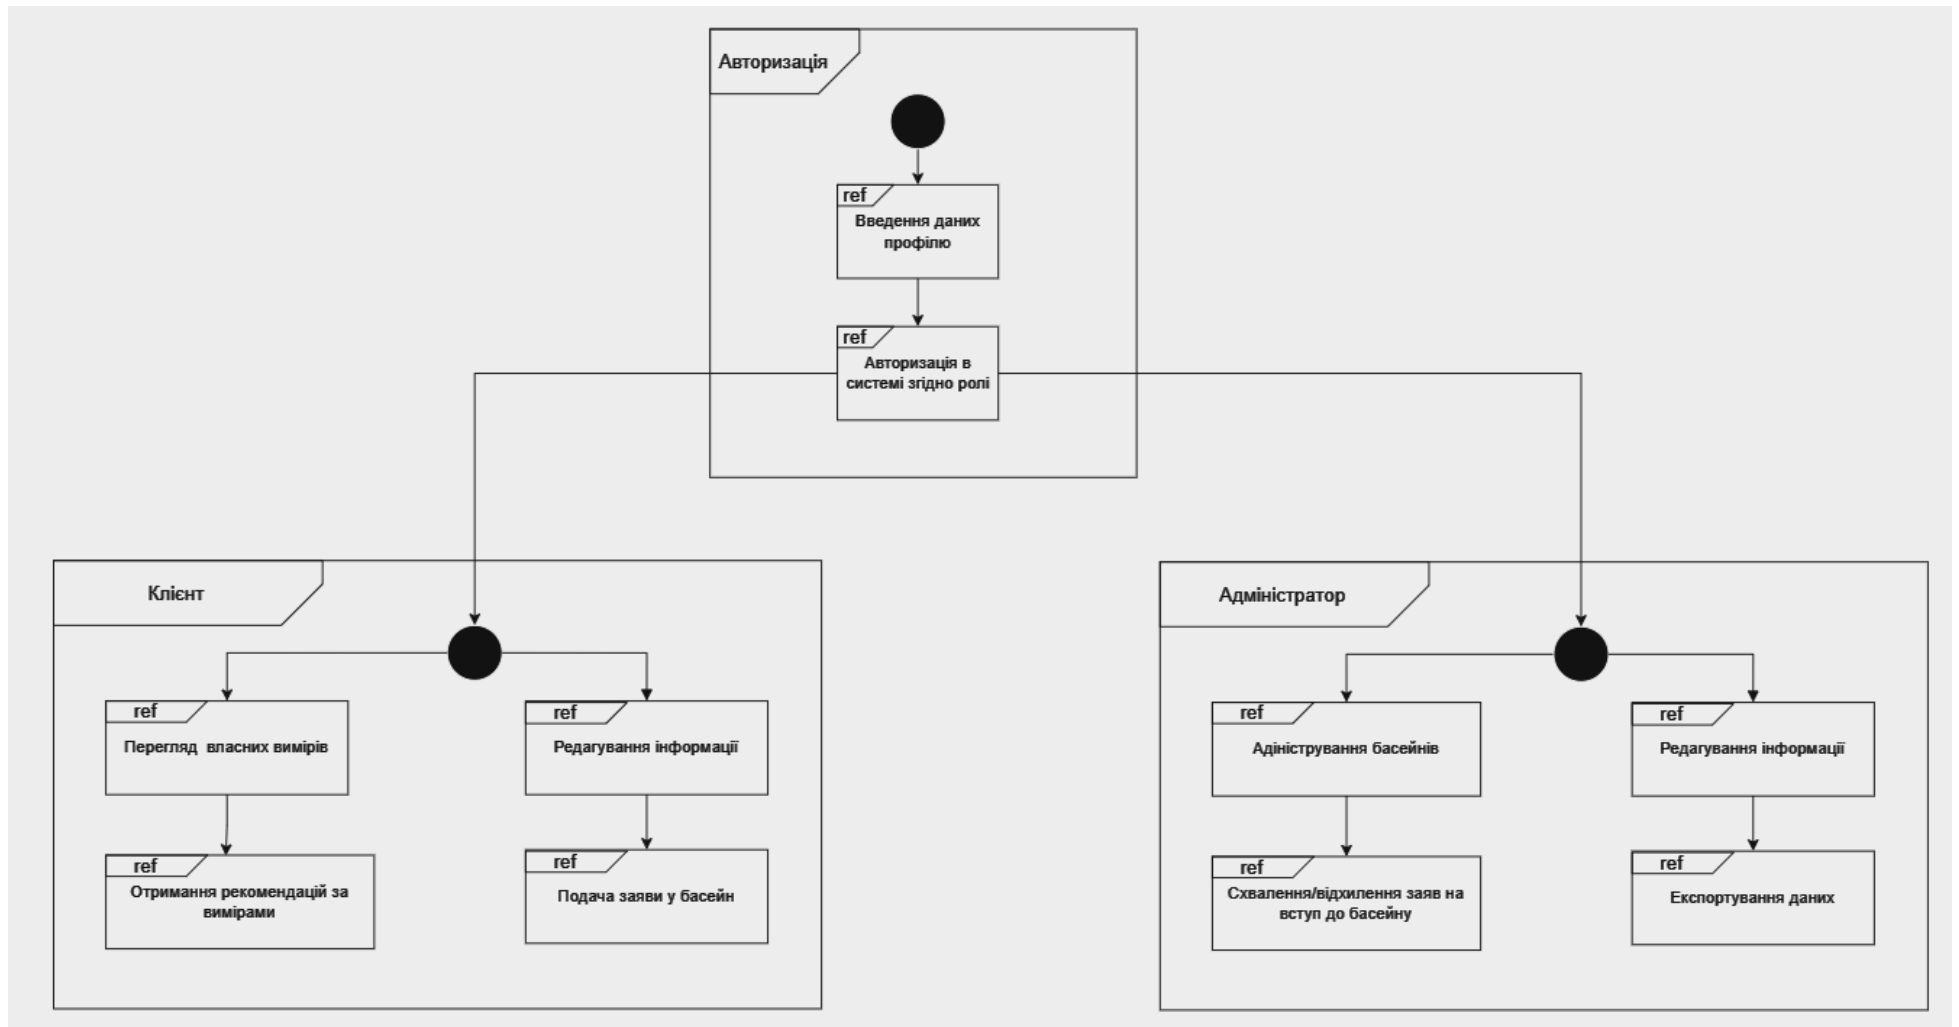 Авторизація
ref
Введення даних
профілю
ref
Авторизація в
системі згідно ролі
Клієнт
ref
Перегляд власних вимірів
ref
Редагування інформації
ref
Отримання рекомендацій за
вимірами
ref
Подача заяви у басейн
Адміністратор
ref
Адіністрування басейнів
ref
Редагування інформації
ref
Схвалення/відхилення заяв на
вступ до басейну
ref
Експортування даних